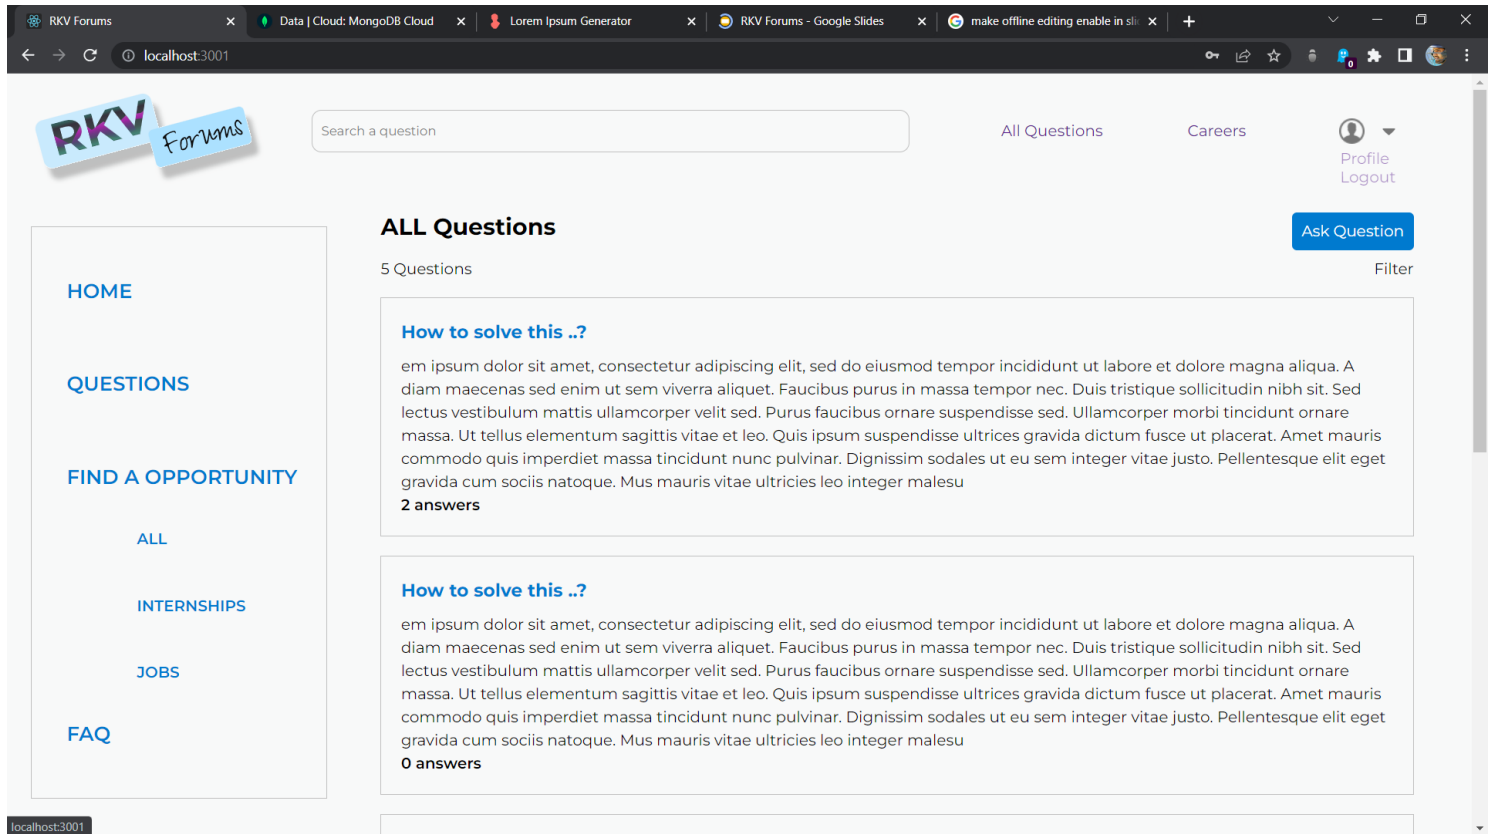 RKV Forums
Data | Cloud: MongoDB Cloud
Lorem Ipsum Generator
RKV Forums - Google Slides
make offline editing enable in sli
localhost:3001
0
RKV Forums
Search a question
All Questions
Careers
Profile
Logout
HOME
QUESTIONS
FIND A OPPORTUNITY
ALL
INTERNSHIPS
JOBS
FAQ
ALL Questions
Ask Question
5 Questions
Filter
How to solve this ..?
em ipsum dolor sit amet, consectetur adipiscing elit, sed do eiusmod tempor incididunt ut labore et dolore magna aliqua. A
diam maecenas sed enim ut sem viverra aliquet. Faucibus purus in massa tempor nec. Duis tristique sollicitudin nibh sit. Sed
lectus vestibulum mattis ullamcorper velit sed. Purus faucibus ornare suspendisse sed. Ullamcorper morbi tincidunt ornare
massa. Ut tellus elementum sagittis vitae et leo. Quis ipsum suspendisse ultrices gravida dictum fusce ut placerat. Amet mauris
commodo quis imperdiet massa tincidunt nunc pulvinar. Dignissim sodales ut eu sem integer vitae justo. Pellentesque elit eget
gravida cum sociis natoque. Mus mauris vitae ultricies leo integer malesu
2 answers
How to solve this ..?
em ipsum dolor sit amet, consectetur adipiscing elit, sed do eiusmod tempor incididunt ut labore et dolore magna aliqua. A
diam maecenas sed enim ut sem viverra aliquet. Faucibus purus in massa tempor nec. Duis tristique sollicitudin nibh sit. Sed
lectus vestibulum mattis ullamcorper velit sed. Purus faucibus ornare suspendisse sed. Ullamcorper morbi tincidunt ornare
massa. Ut tellus elementum sagittis vitae et leo. Quis ipsum suspendisse ultrices gravida dictum fusce ut placerat. Amet mauris
commodo quis imperdiet massa tincidunt nunc pulvinar. Dignissim sodales ut eu sem integer vitae justo. Pellentesque elit eget
gravida cum sociis natoque. Mus mauris vitae ultricies leo integer malesu
0 answers
localhost:3001